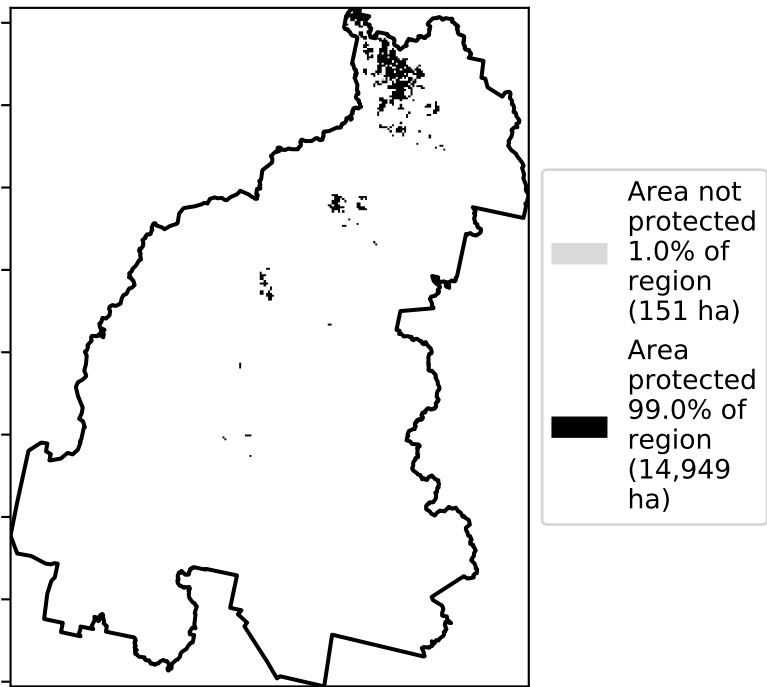 Area not
protected
1.0% of
region
(151 ha)
Area
protected
99.0% of
region
(14,949
ha)